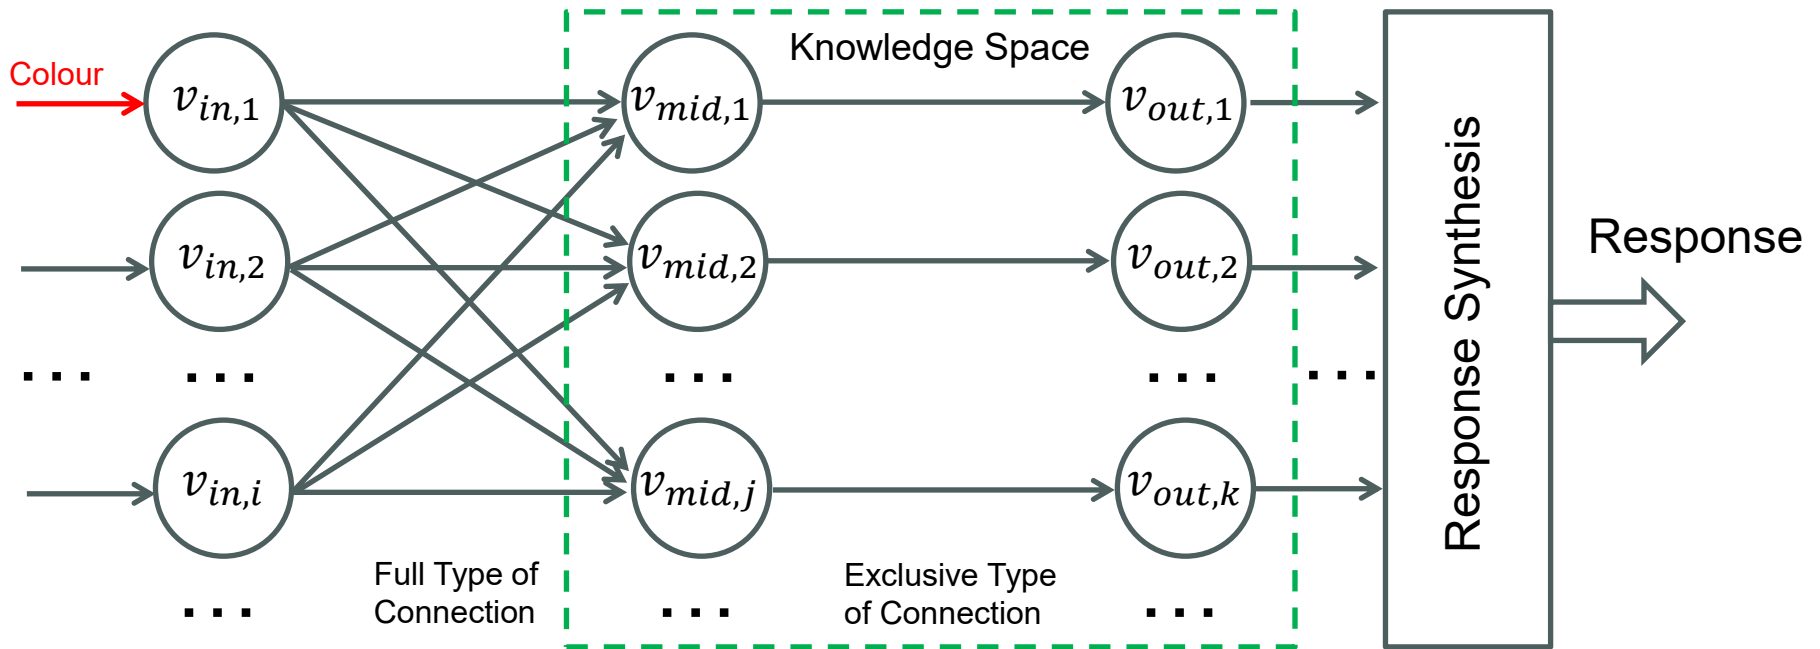 Knowledge Space
Colour
v_{in,1}
v_{mid,1}
v_{out,1}
v_{in,2}
v_{mid,2}
v_{out,2}
Response
Response Synthesis
...
...
...
...
...
v_{in,i}
v_{mid,j}
v_{out,k}
Full Type of
Connection
Exclusive Type
of Connection
...
...
...